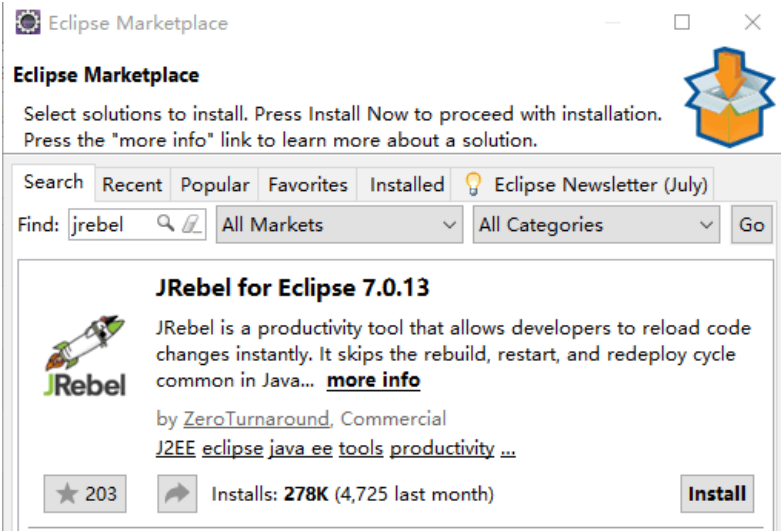 Eclipse Marketplace
Eclipse Marketplace
Select solutions to install. Press Install Now to proceed with installation.
Press the "more info" link to learn more about a solution.
Search Recent Popular Favorites Installed Eclipse Newsletter (July)
Find: jrebel All Markets All Categories Go
JRebel for Eclipse 7.0.13
JRebel is a productivity tool that allows developers to reload code
changes instantly. It skips the rebuild, restart, and redeploy cycle
common in Java... more info
JRebel
by ZeroTurnaround, Commercial
J2EE eclipse java ee tools productivity ...
203 Installs: 278K (4,725 last month) Install